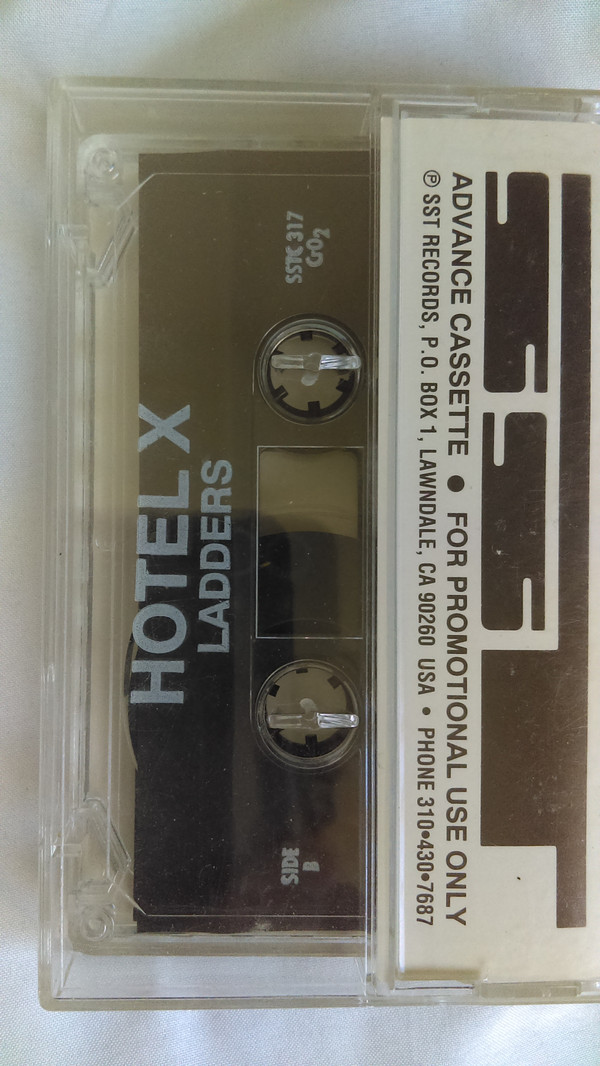 HOTEL X
LADDERS
SIDE
1
SSTC 317
SST
ADVANCE CASSETTE • FOR PROMOTIONAL USE ONLY
℗ SST RECORDS, P.O. BOX 1, LAWNDALE, CA 90260 USA • PHONE 310•430•7687